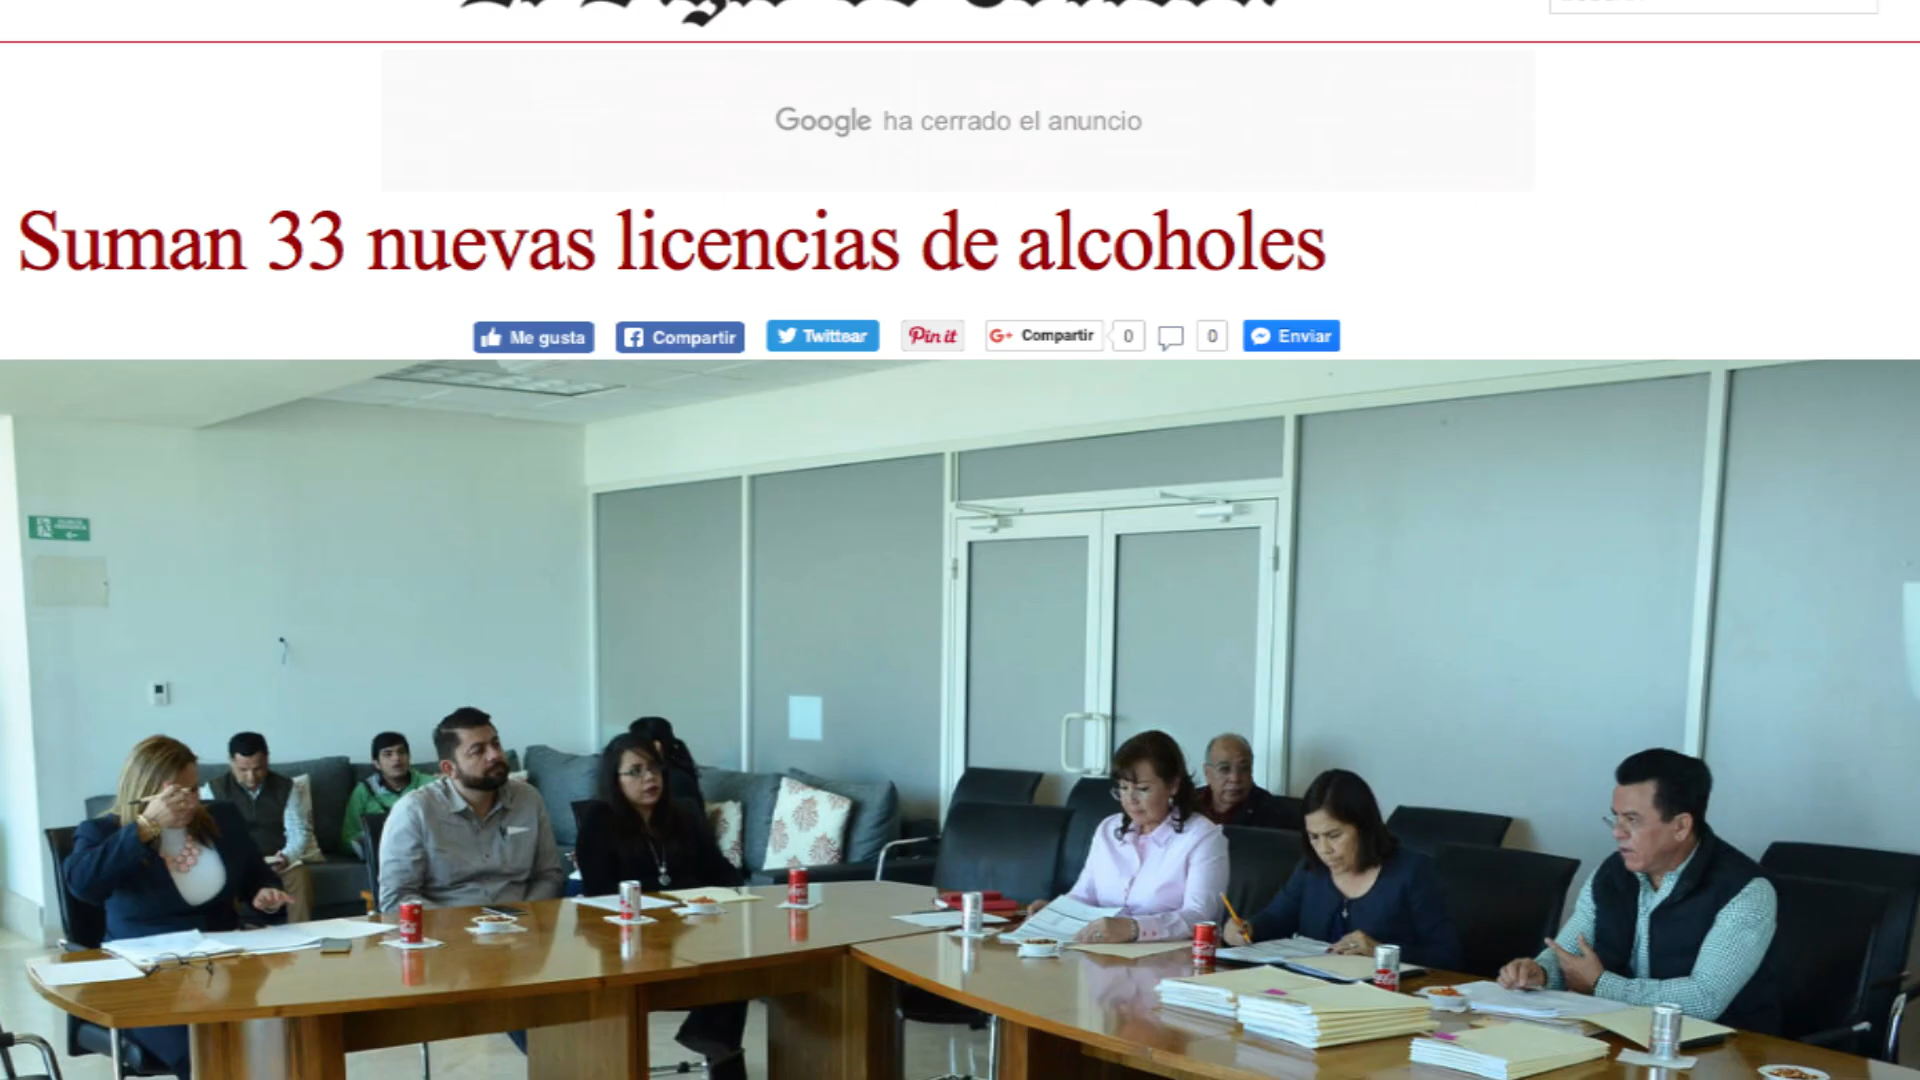 Google ha cerrado el anuncio
Suman 33 nuevas licencias de alcoholes
Me gusta
Compartir
Twittear
Pin it
G+ Compartir
0
0
Enviar